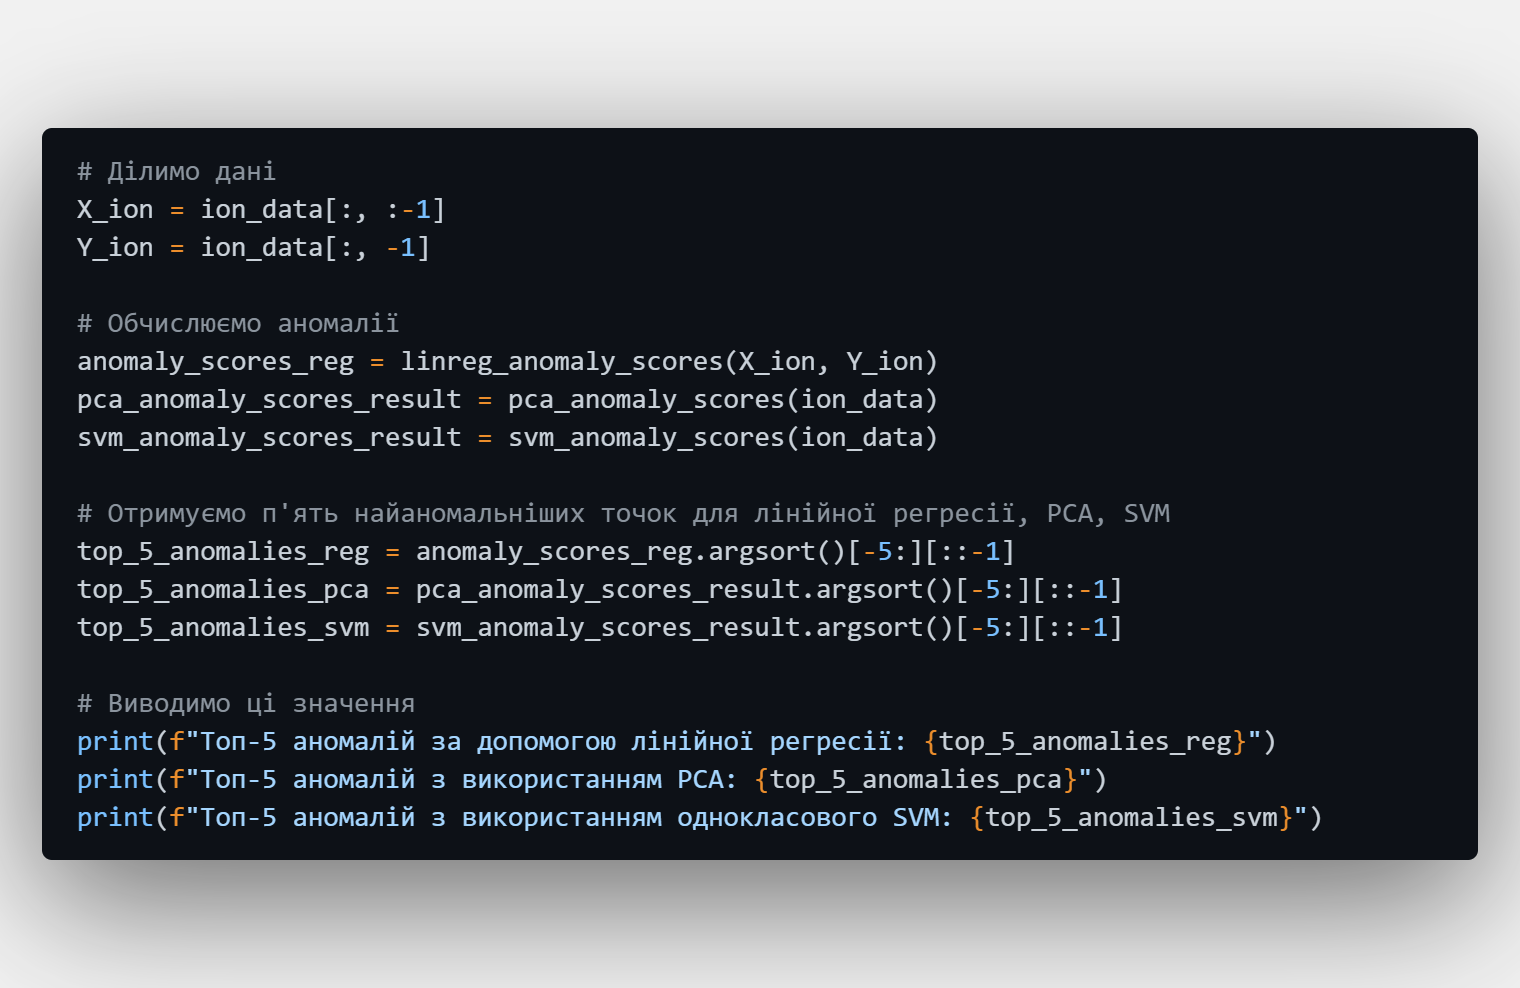 # Ділимо дані
X_ion = ion_data[:, :-1]
Y_ion = ion_data[:, -1]
# Обчислюємо аномалії
anomaly_scores_reg = linreg_anomaly_scores(X_ion, Y_ion)
pca_anomaly_scores_result = pca_anomaly_scores(ion_data)
svm_anomaly_scores_result = svm_anomaly_scores(ion_data)
# Отримуємо п'ять найаномальніших точок для лінійної регресії, PCA, SVM
top_5_anomalies_reg = anomaly_scores_reg.argsort()[-5:][::-1]
top_5_anomalies_pca = pca_anomaly_scores_result.argsort()[-5:][::-1]
top_5_anomalies_svm = svm_anomaly_scores_result.argsort()[-5:][::-1]
# Виводимо ці значення
print(f"Топ-5 аномалій за допомогою лінійної регресії: {top_5_anomalies_reg}")
print(f"Топ-5 аномалій з використанням PCA: {top_5_anomalies_pca}")
print(f"Топ-5 аномалій з використанням однокласового SVM: {top_5_anomalies_svm}")